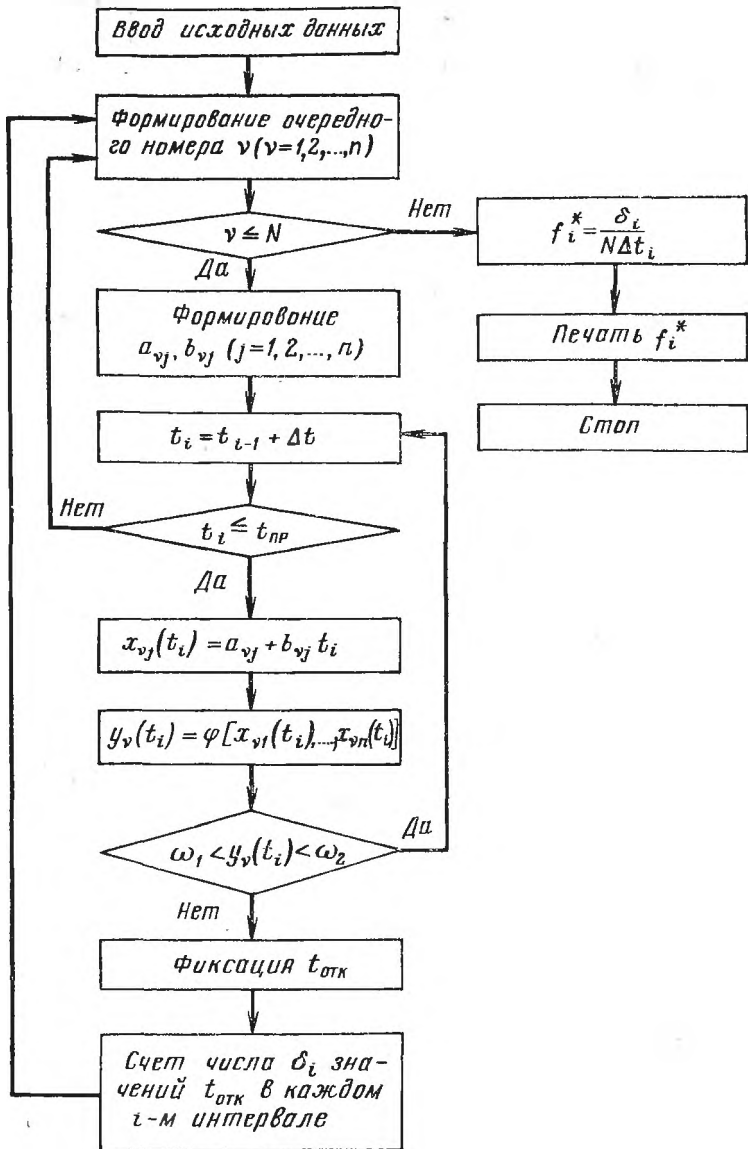 Ввод исходных данных
Формирование очередно-
го номера ν(ν=1,2,...,n)
ν ≤ N
Нет
Да
f_i^* = δ_i / NΔt_i
Печать f_i^*
Стоп
Формирование
a_νj, b_νj (j=1, 2, ..., n)
t_i = t_i-1 + Δt
Нет
t_i ≤ t_пр
Да
x_νj(t_i) = a_νj + b_νj t_i
y_ν(t_i) = φ[x_ν1(t_i),...,x_νn(t_i)]
ω_1 < y_ν(t_i) < ω_2
Да
Нет
Фиксация t_отк
Счет числа δ_i зна-
чений t_отк в каждом
i-м интервале